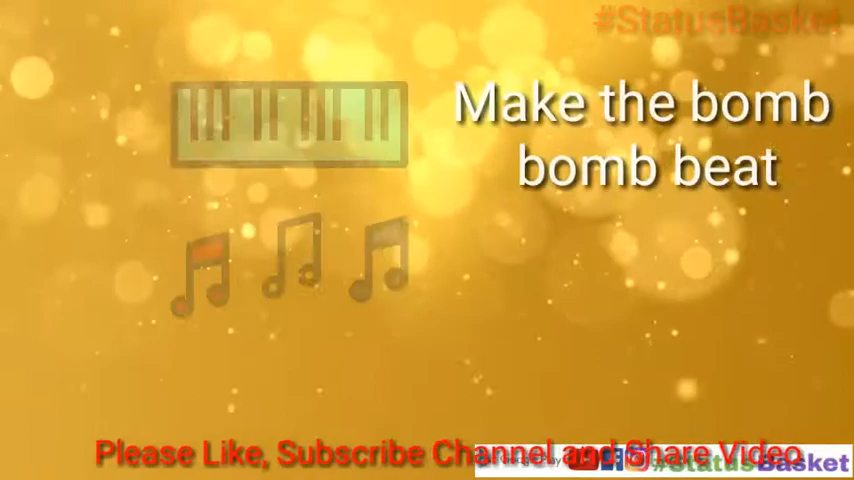 #StatusBasket
Make the bomb
bomb beat
Please Like, Subscribe Channel and Share Video
#StatusBasket